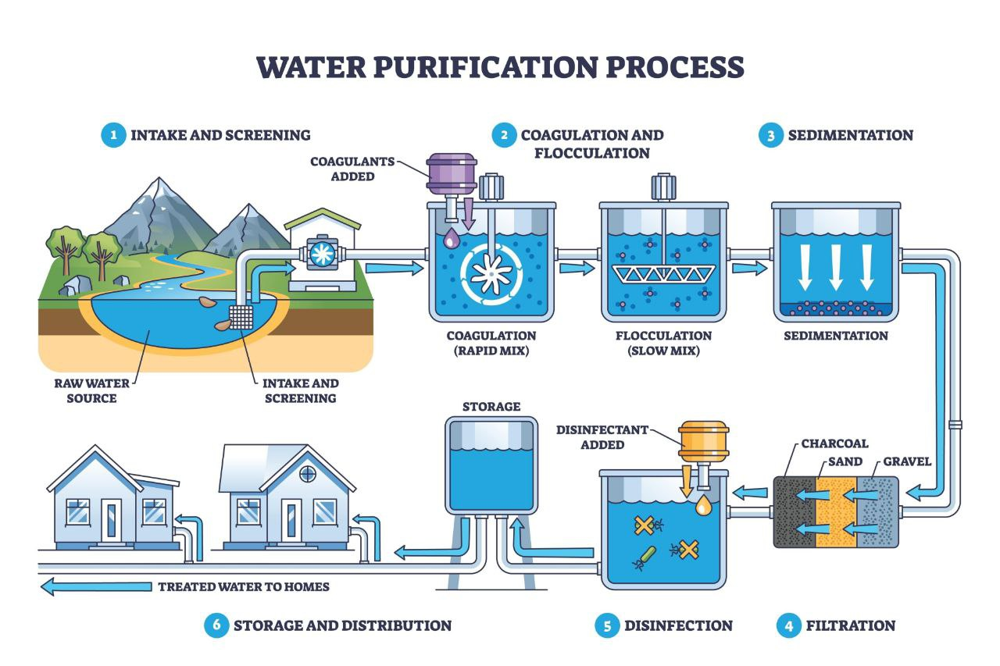 WATER PURIFICATION PROCESS
1 INTAKE AND SCREENING
2 COAGULATION AND
FLOCCULATION
3 SEDIMENTATION
COAGULANTS
ADDED
COAGULATION
(RAPID MIX)
FLOCCULATION
(SLOW MIX)
SEDIMENTATION
RAW WATER
SOURCE
INTAKE AND
SCREENING
STORAGE
DISINFECTANT
ADDED
CHARCOAL
SAND
GRAVEL
TREATED WATER TO HOMES
6 STORAGE AND DISTRIBUTION
5 DISINFECTION
4 FILTRATION